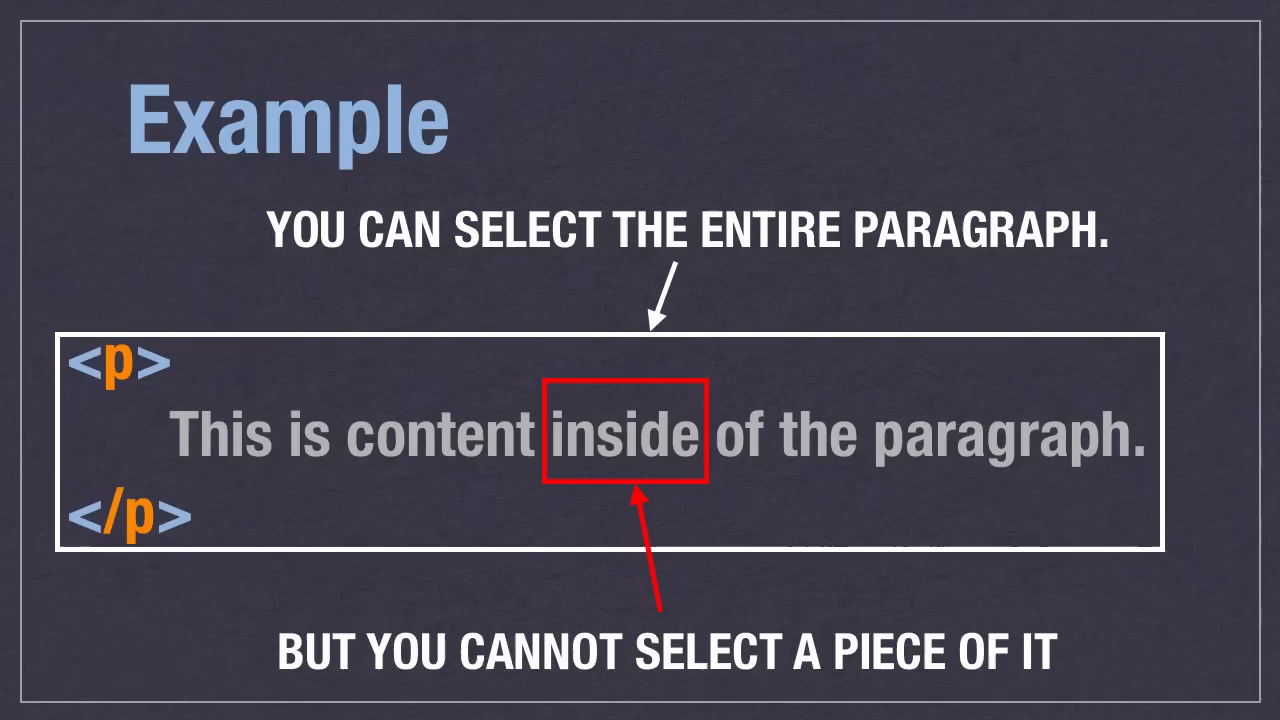 Example
YOU CAN SELECT THE ENTIRE PARAGRAPH.
<p>
This is content inside of the paragraph.
</p>
BUT YOU CANNOT SELECT A PIECE OF IT